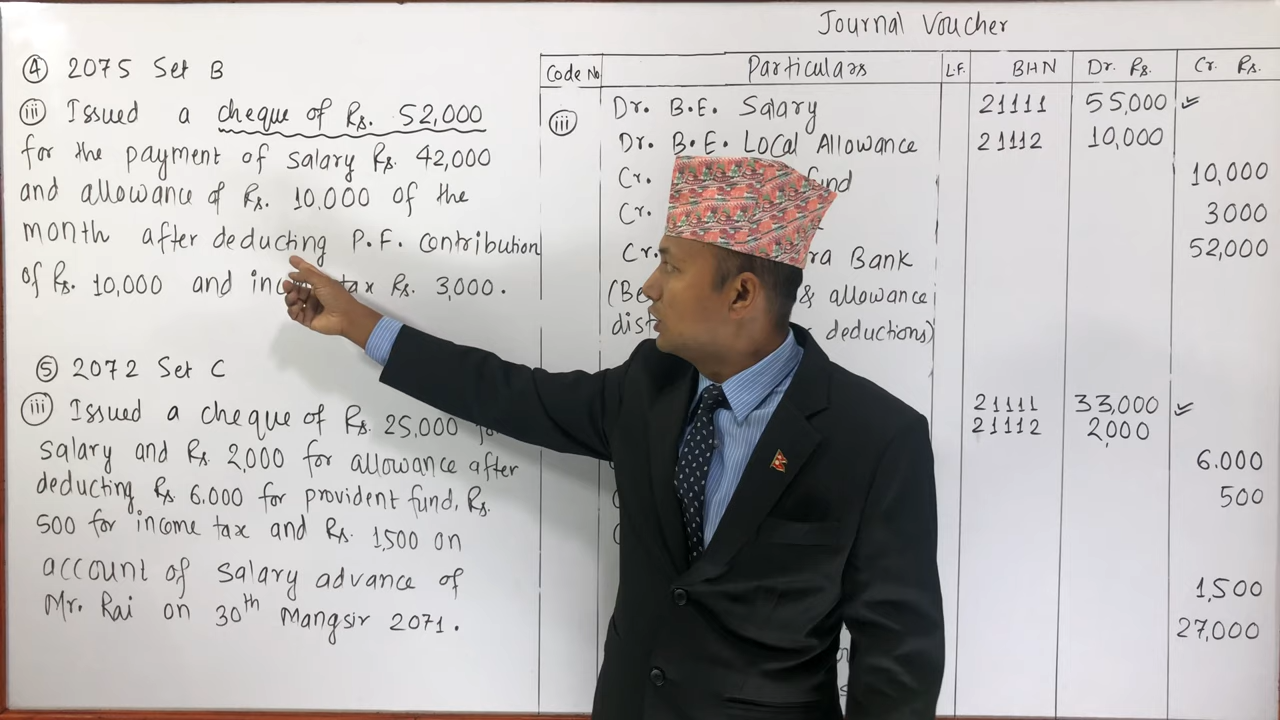 Journal Voucher
④ 2075 Set B
ⅲ Issued a cheque of Rs. 52,000
for the payment of salary Rs. 42,000
and allowance of Rs. 10,000 of the
month after deducting P.F. contribution
of Rs. 10,000 and tax Rs. 3,000.
⑤ 2072 Set C
ⅲ Issued a cheque of Rs. 25,000
salary and Rs. 2,000 for allowance after
deducting Rs 6.000 for provident fund, Rs.
500 for income tax and Rs. 1,500 on
account of salary advance of
Mr. Rai on 30th Mangsir 2071.
Code No Particulars L.F. BHN Dr. Rs. Cr. Rs.
ⅲ Dr. B.E. Salary 21111 55,000 ✓
Dr. B.E. Local Allowance 21112 10,000
Cr. 10,000
Cr. 3000
Cr. Bank 52,000
& allowance
deductions)
21111 33,000 ✓
21112 2,000
6.000
500
1,500
27,000